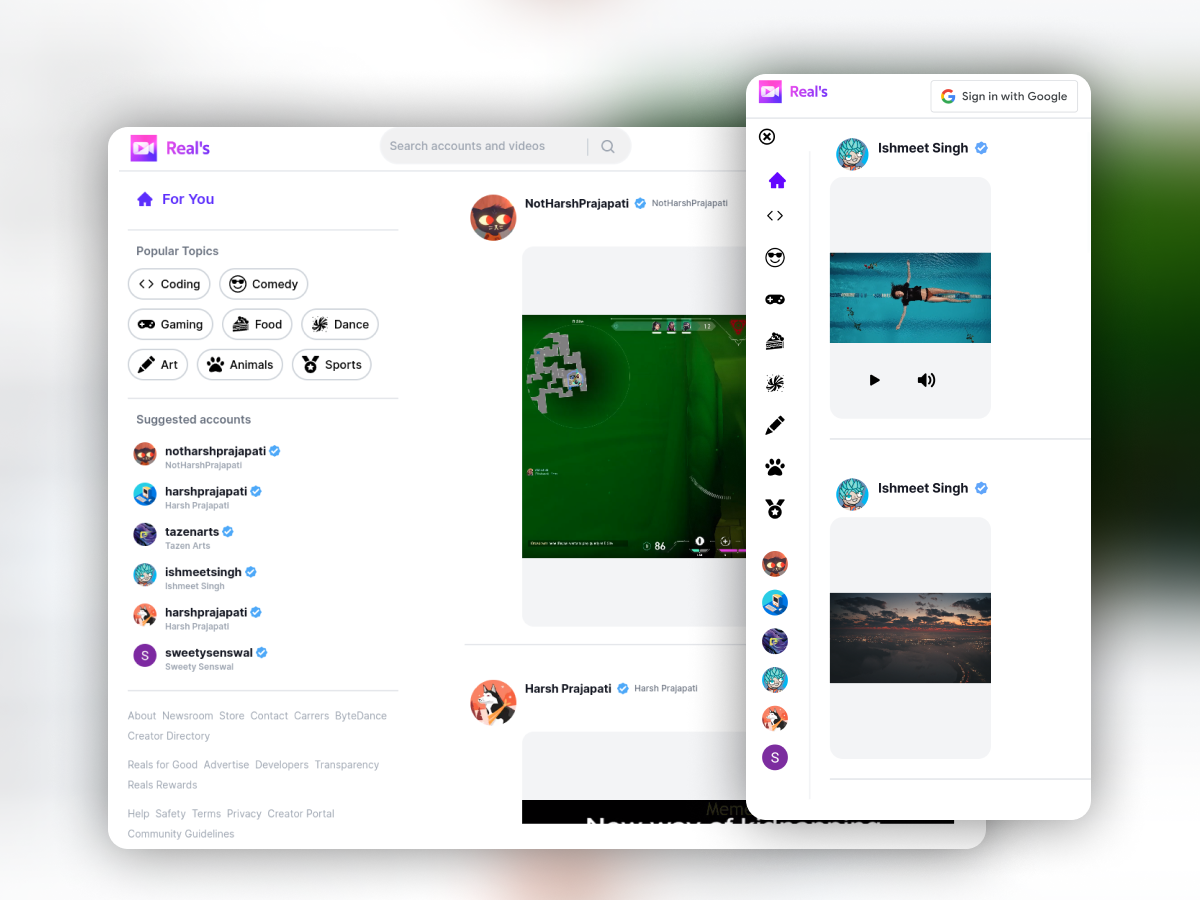 Real's
Search accounts and videos
For You
Popular Topics
Coding
Comedy
Gaming
Food
Dance
Art
Animals
Sports
Suggested accounts
notharshprajapati
NotHarshPrajapati
harshprajapati
Harsh Prajapati
tazenarts
Tazen Arts
ishmeetsingh
Ishmeet Singh
harshprajapati
Harsh Prajapati
S
sweetysenswal
Sweety Senswal
About Newsroom Store Contact Carrers ByteDance
Creator Directory
Reals for Good Advertise Developers Transparency
Reals Rewards
Help Safety Terms Privacy Creator Portal
Community Guidelines
NotHarshPrajapati NotHarshPrajapati
12
86
Harsh Prajapati Harsh Prajapati
New way of kidnapping
Real's
Sign in with Google
Ishmeet Singh
Ishmeet Singh
S